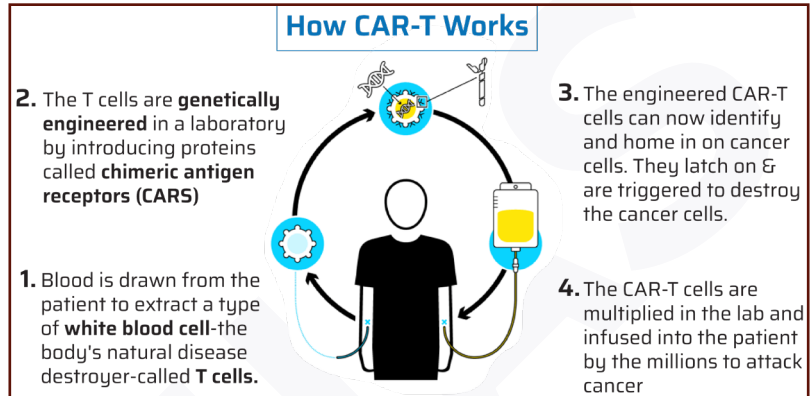 How CAR-T Works
1. Blood is drawn from the
patient to extract a type
of white blood cell-the
body's natural disease
destroyer-called T cells.
2. The T cells are genetically
engineered in a laboratory
by introducing proteins
called chimeric antigen
receptors (CARS)
3. The engineered CAR-T
cells can now identify
and home in on cancer
cells. They latch on &
are triggered to destroy
the cancer cells.
4. The CAR-T cells are
multiplied in the lab and
infused into the patient
by the millions to attack
cancer